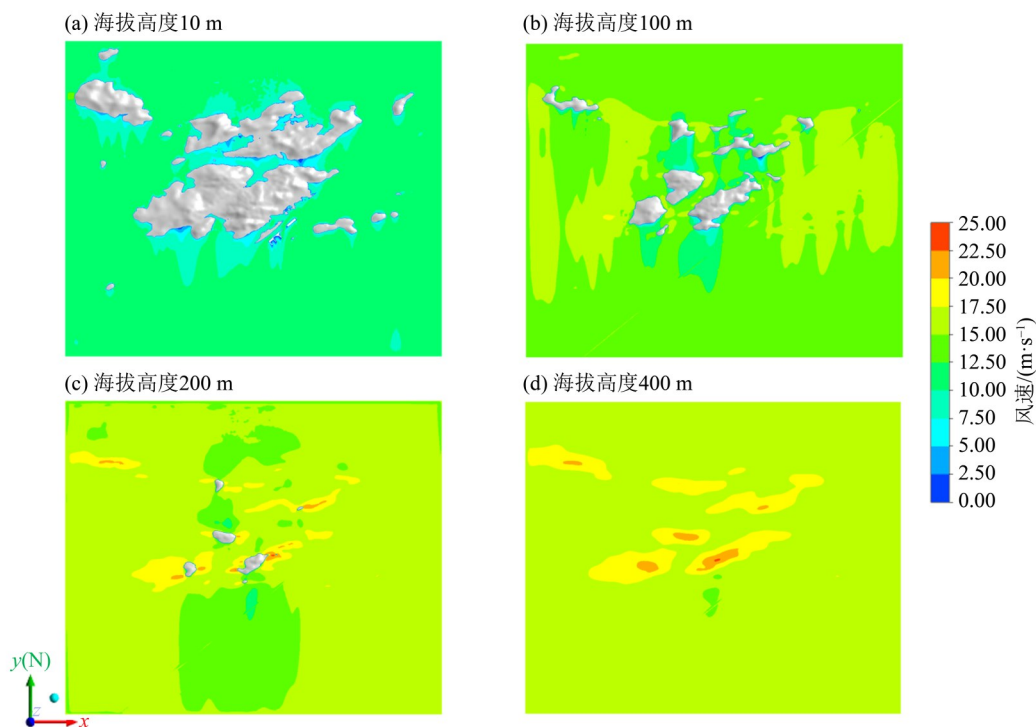 (a) 海拔高度10 m
(b) 海拔高度100 m
(c) 海拔高度200 m
(d) 海拔高度400 m
25.00
22.50
20.00
17.50
15.00
12.50
10.00
7.50
5.00
2.50
0.00
风速/(m·s⁻¹)
y(N)
z
x